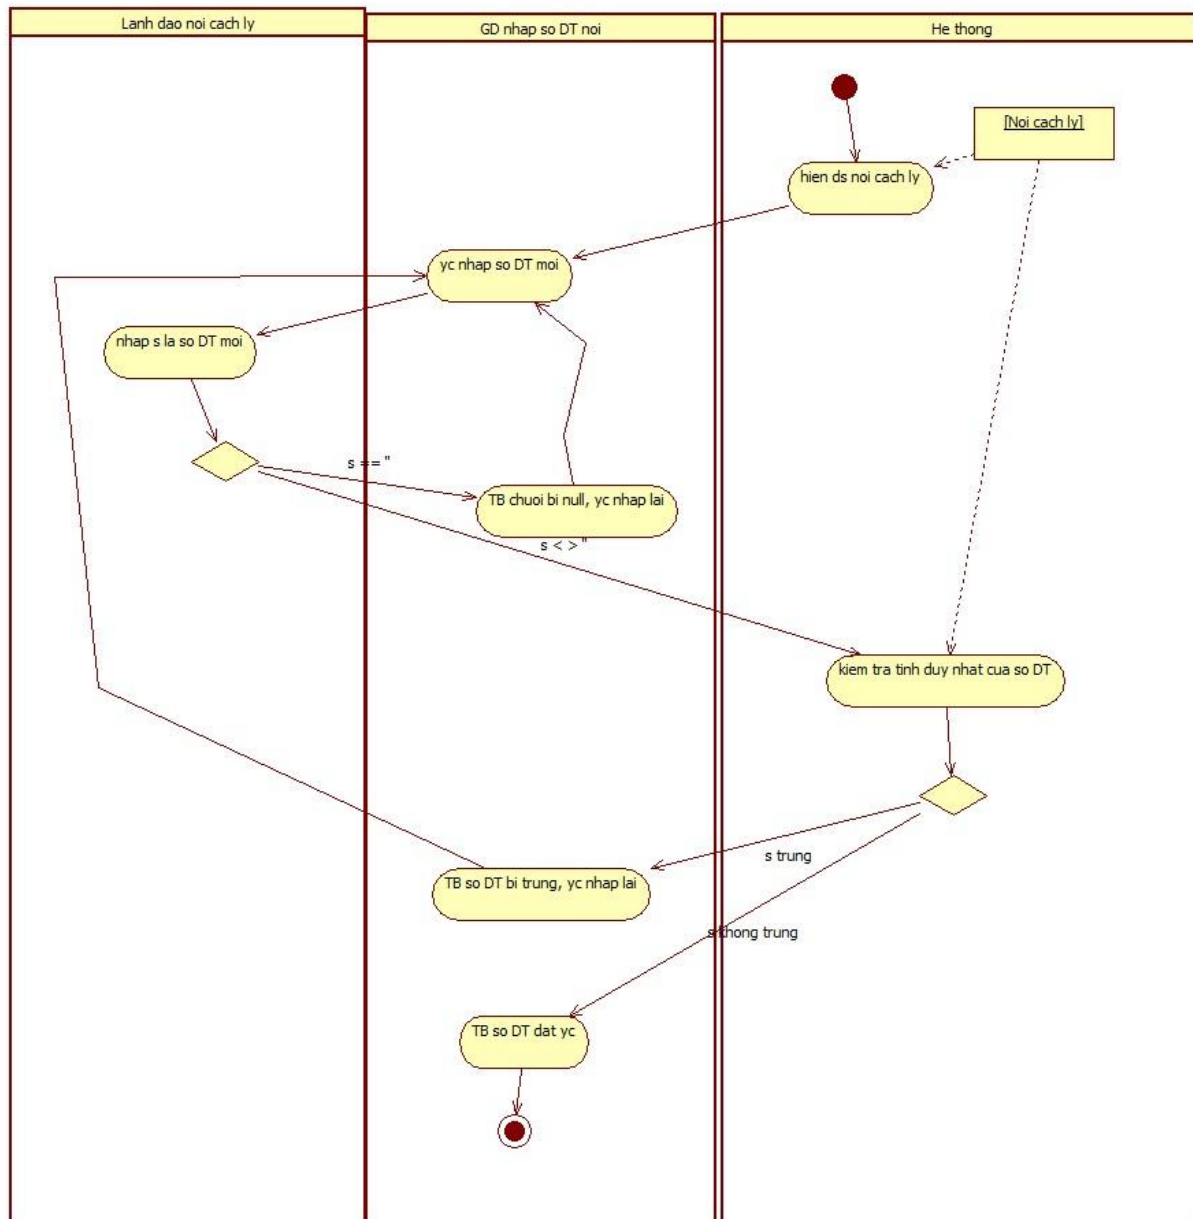 Lanh dao noi cach ly
GD nhap so DT noi
He thong
[Noi cach ly]
hien ds noi cach ly
yc nhap so DT moi
nhap s la so DT moi
s == "
TB chuoi bi null, yc nhap lai
s < > "
kiem tra tinh duy nhat cua so DT
s trung
TB so DT bi trung, yc nhap lai
s khong trung
TB so DT dat yc